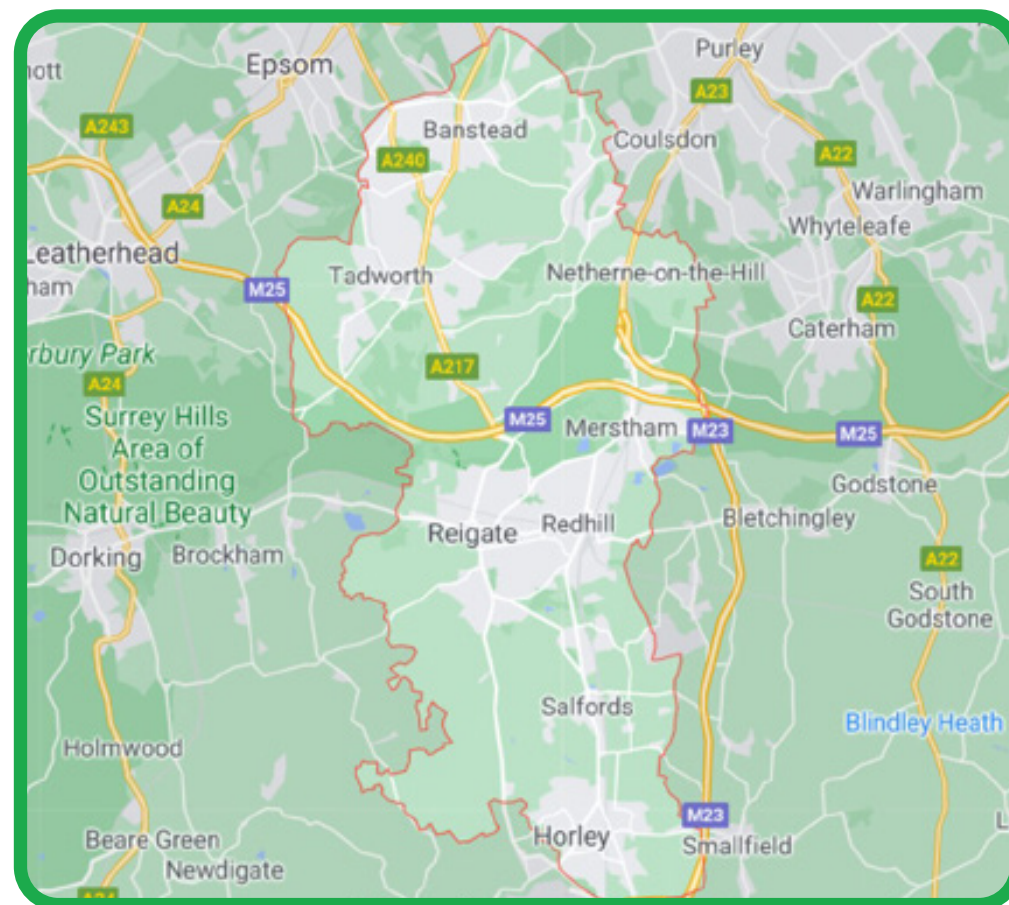 Purley
Epsom
ott
A23
A243
Banstead
Coulsdon
A240
A22
Warlingham
A24
Whyteleafe
Leatherhead
Tadworth
Netherne-on-the-Hill
ham
M25
A22
Caterham
rbury Park
A217
A24
Surrey Hills
Area of
Outstanding
Natural Beauty
M25
Merstham
M23
M25
Godstone
Bletchingley
Reigate
Redhill
Dorking
Brockham
A22
South
Godstone
Salfords
Blindley Heath
Holmwood
M23
L
Beare Green
Horley
Smallfield
Newdigate
A24